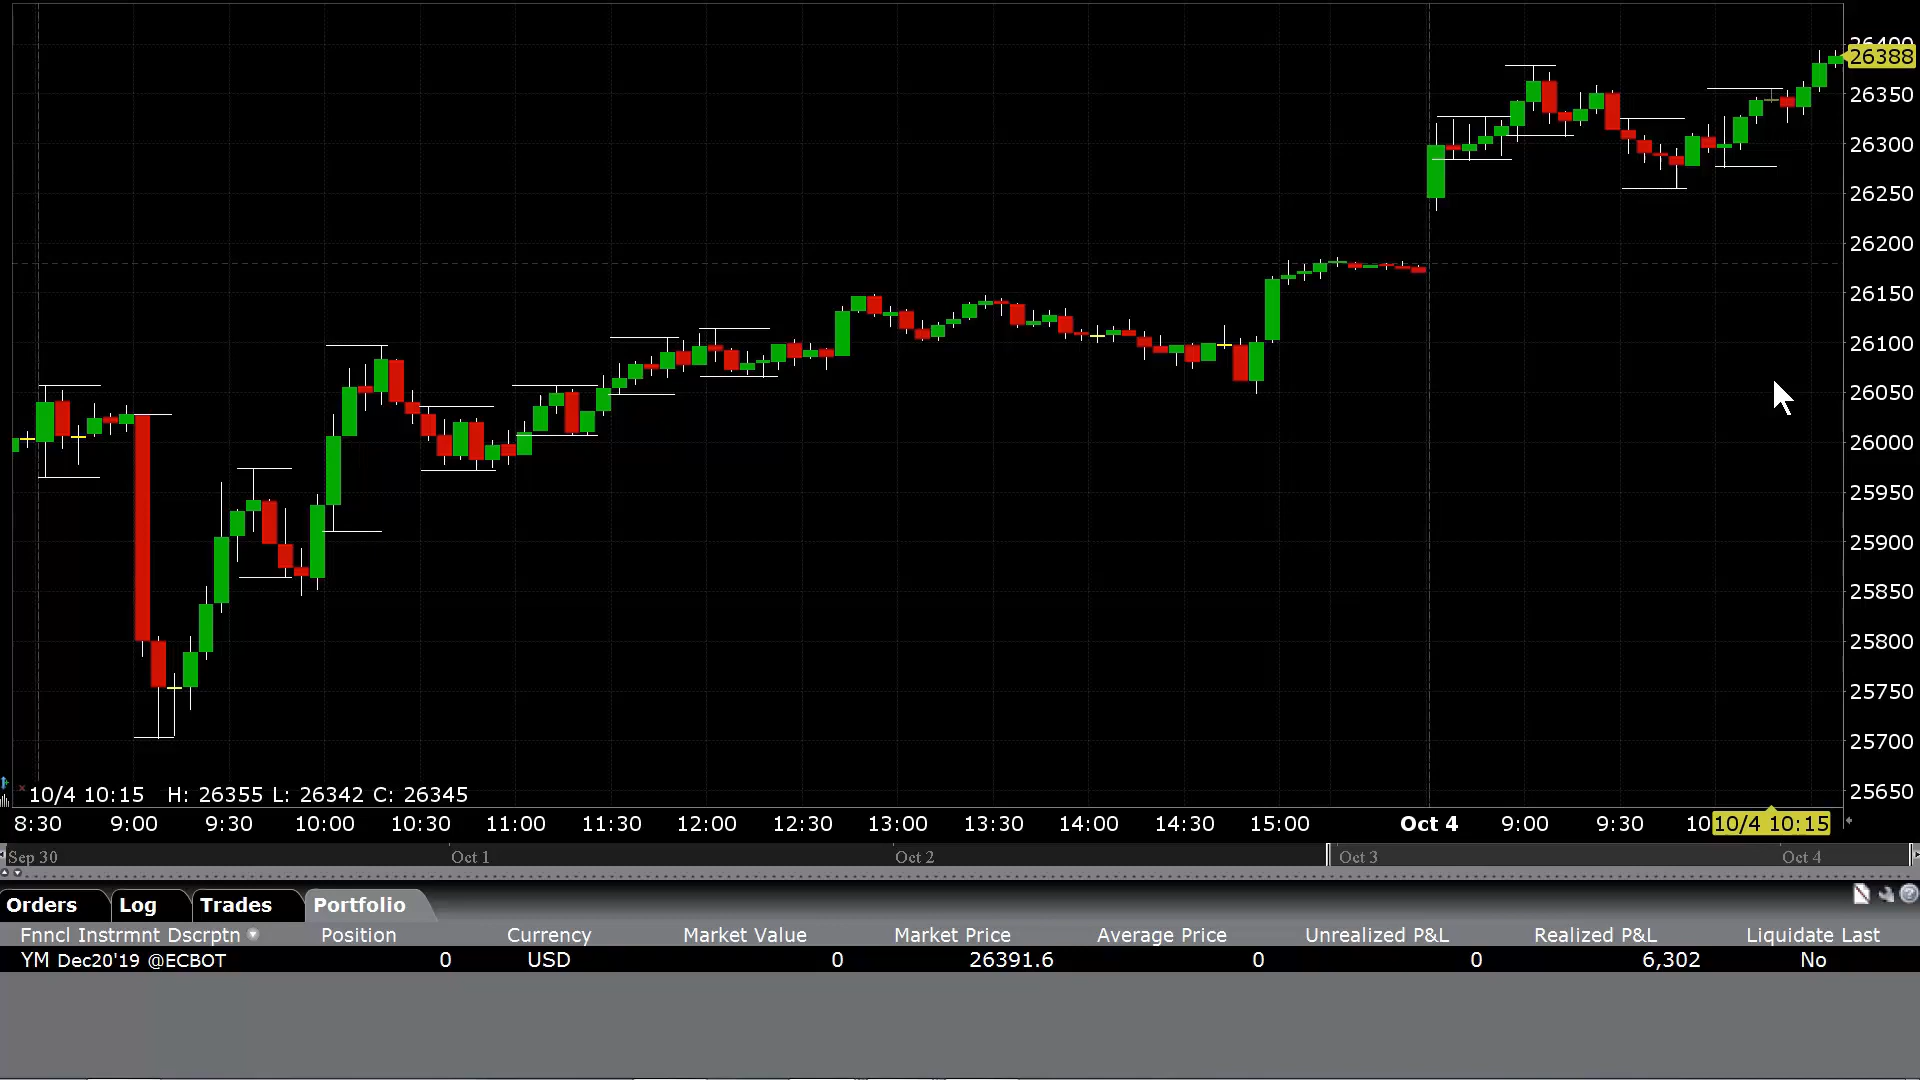 26400
26388
26350
26300
26250
26200
26150
26100
26050
26000
25950
25900
25850
25800
25750
25700
25650
10/4 10:15 H: 26355 L: 26342 C: 26345
8:30 9:00 9:30 10:00 10:30 11:00 11:30 12:00 12:30 13:00 13:30 14:00 14:30 15:00 Oct 4 9:00 9:30 10 10/4 10:15
Sep 30 Oct 1 Oct 2 Oct 3 Oct 4
Orders Log Trades Portfolio
Fnncl Instrmnt Dscrptn Position Currency Market Value Market Price Average Price Unrealized P&L Realized P&L Liquidate Last
YM Dec20'19 @ECBOT 0 USD 0 26391.6 0 0 6,302 No